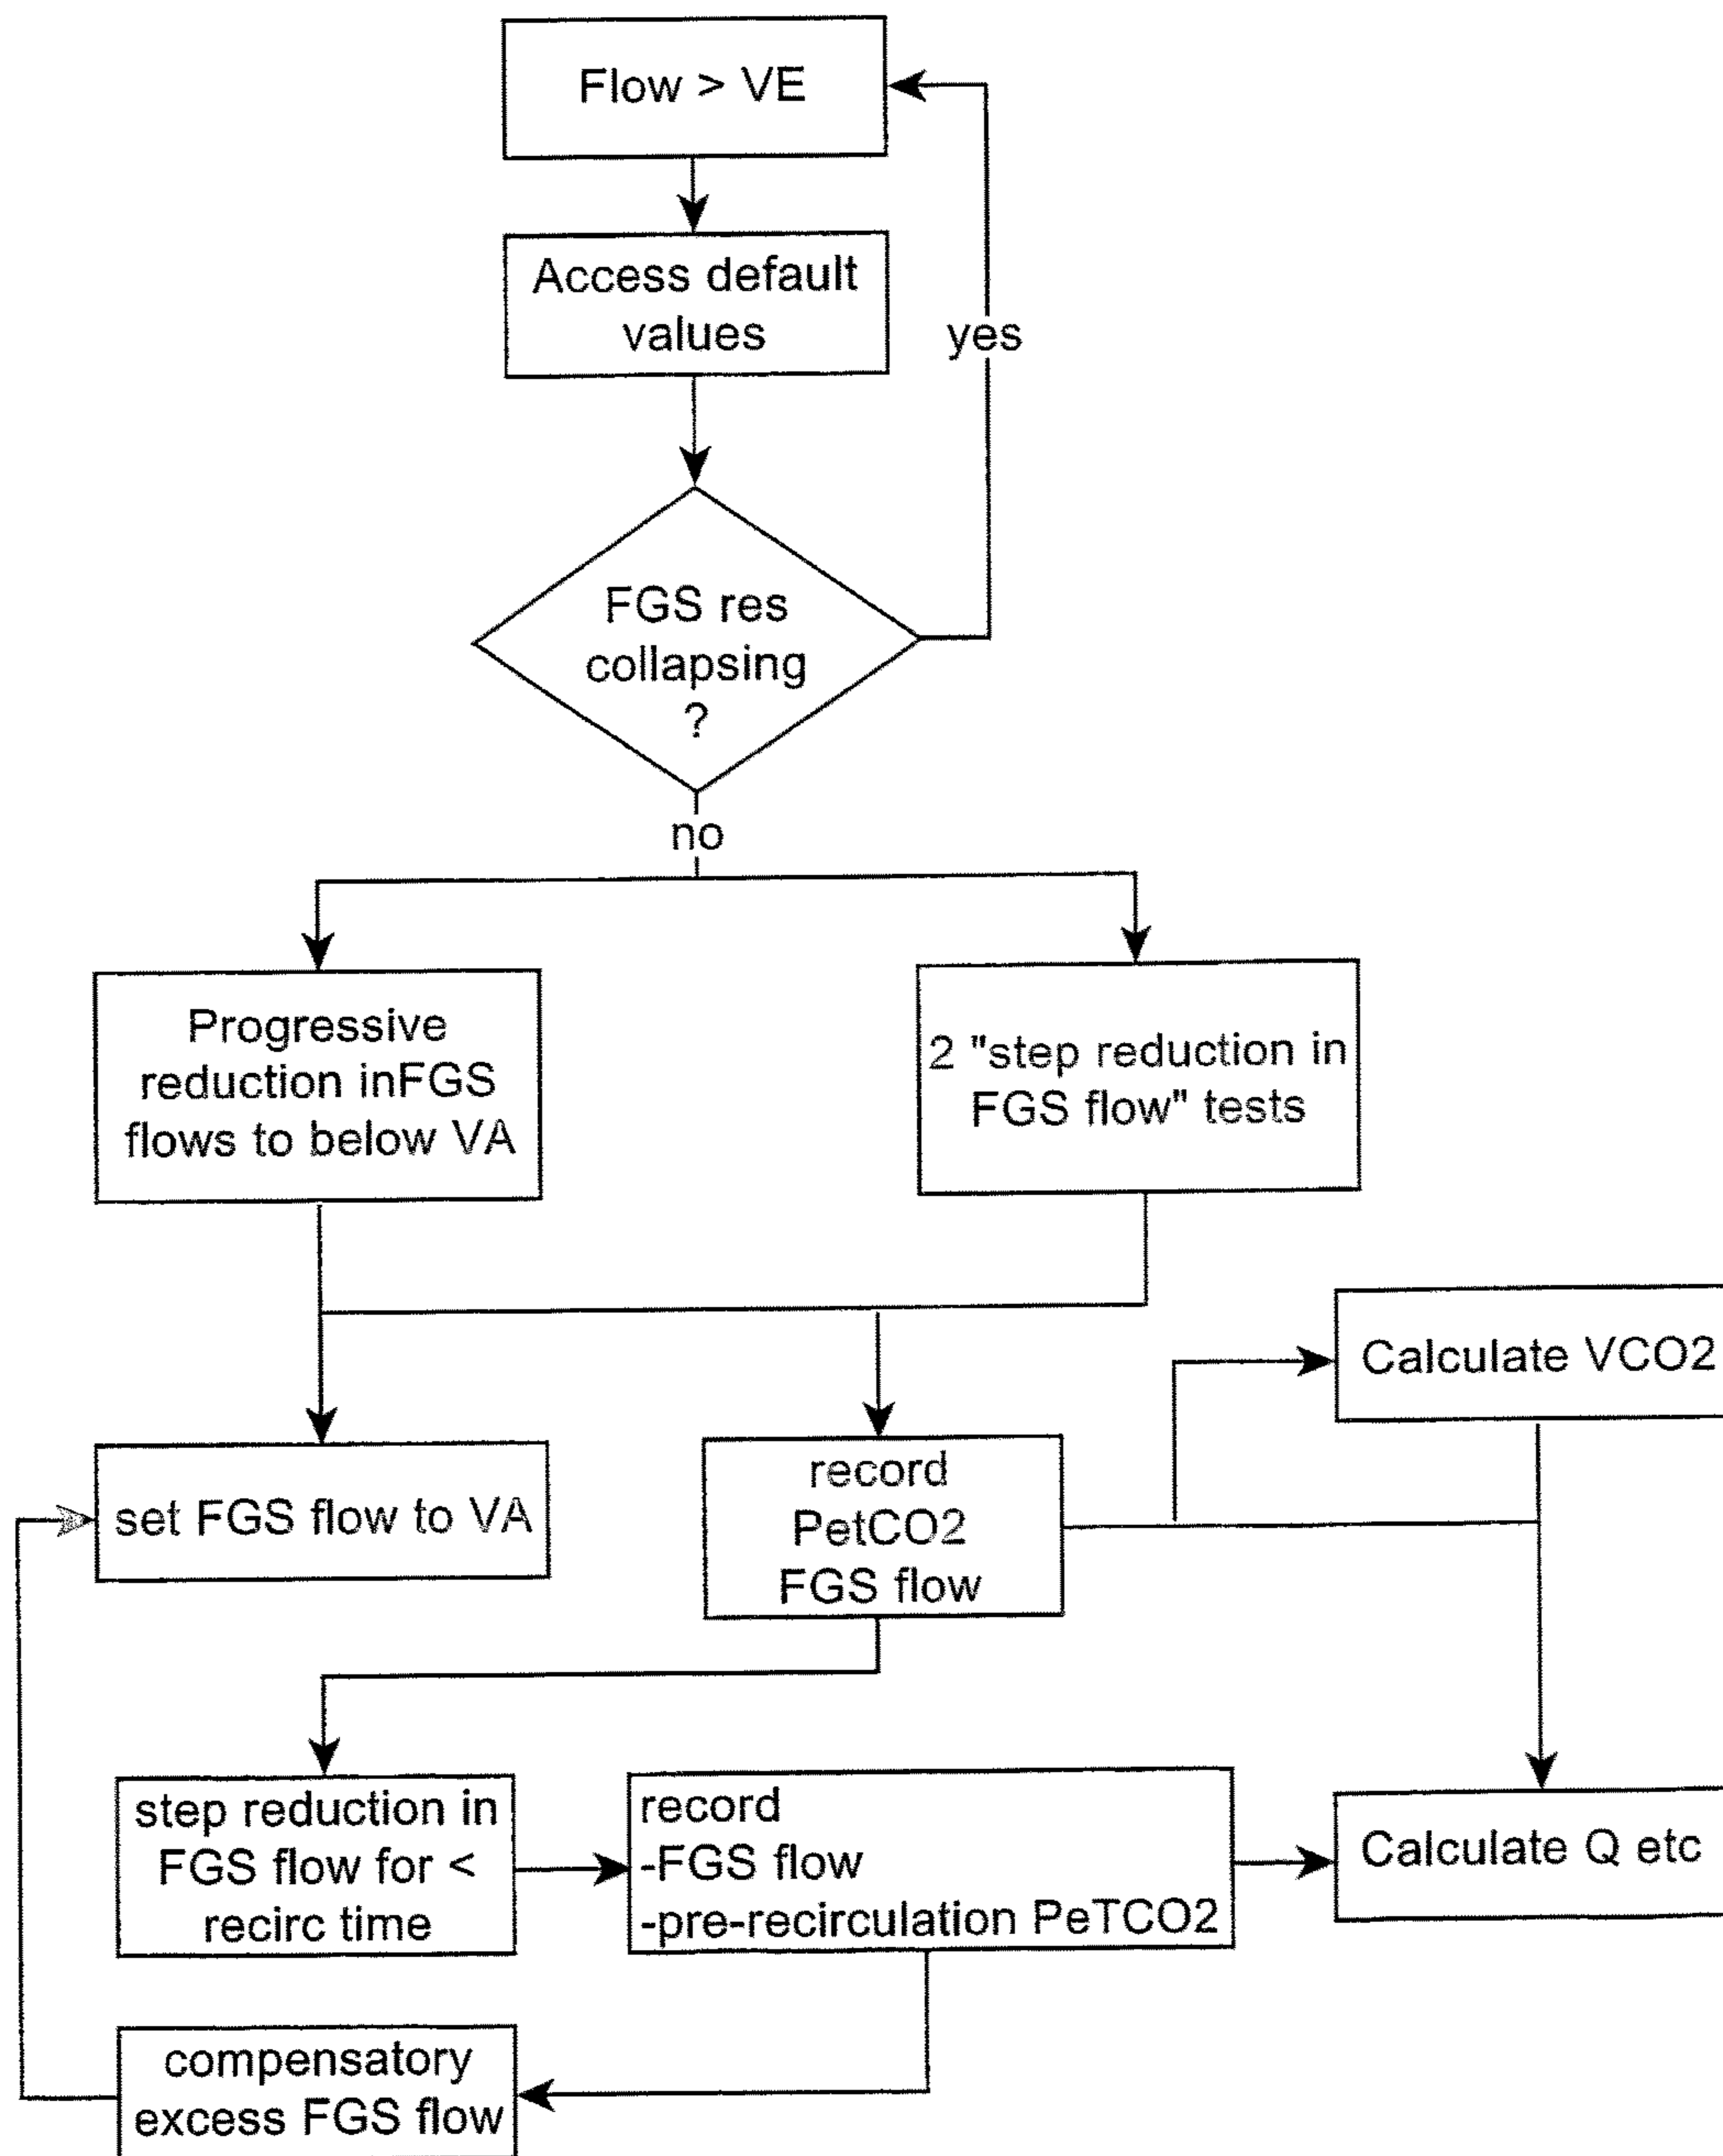 Flow > VE
Access default
values
yes
FGS res
collapsing
?
no
Progressive
reduction inFGS
flows to below VA
2 "step reduction in
FGS flow" tests
Calculate VCO2
set FGS flow to VA
record
PetCO2
FGS flow
step reduction in
FGS flow for <
recirc time
record
-FGS flow
-pre-recirculation PeTCO2
Calculate Q etc
compensatory
excess FGS flow